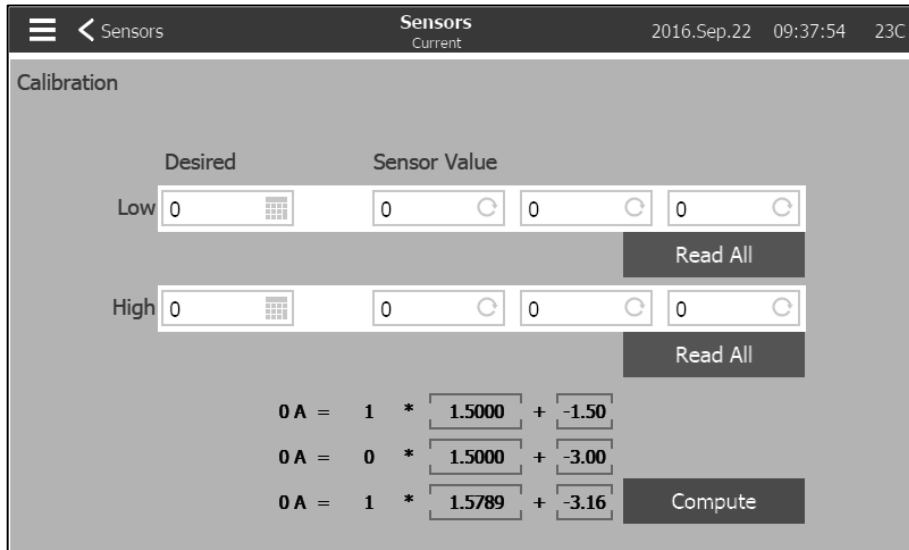 Sensors Sensors 2016.Sep.22 09:37:54 23C
Current
Calibration
Desired Sensor Value
Low 0 0 0 0
Read All
High 0 0 0 0
Read All
0 A = 1 * 1.5000 + -1.50
0 A = 0 * 1.5000 + -3.00
0 A = 1 * 1.5789 + -3.16 Compute